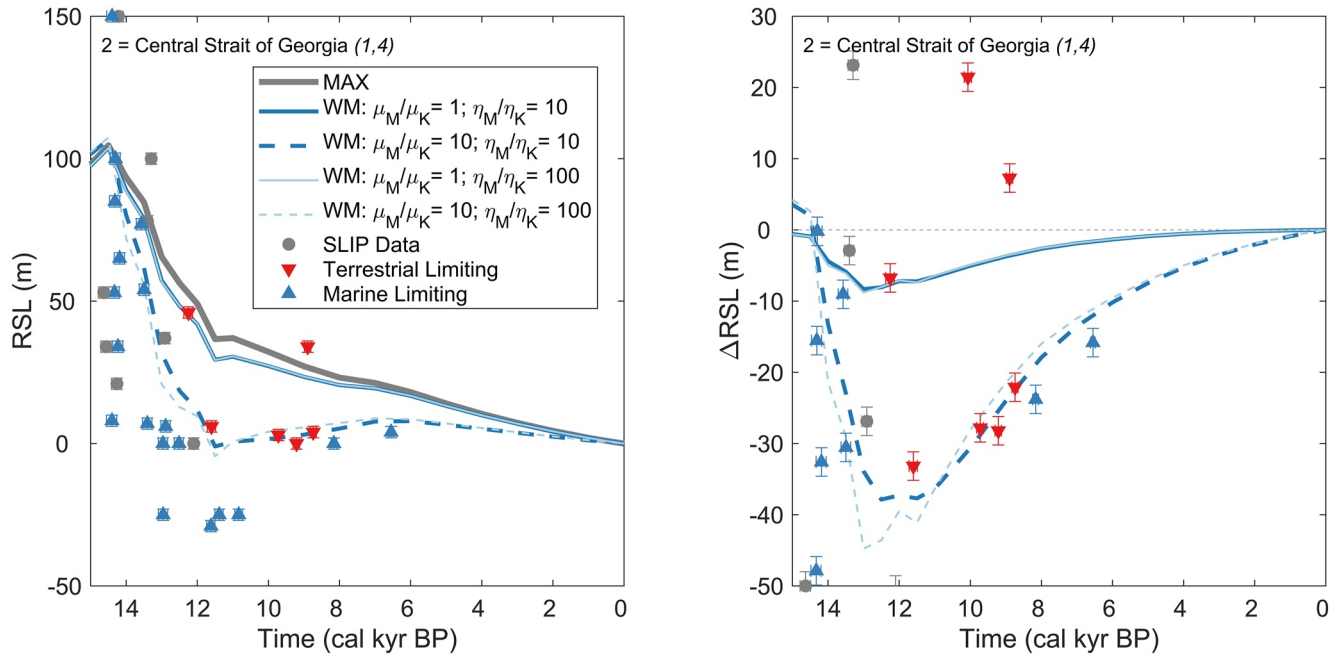 2 = Central Strait of Georgia (1,4)
MAX
WM: μM/μK= 1; ηM/ηK= 10
WM: μM/μK= 10; ηM/ηK= 10
WM: μM/μK= 1; ηM/ηK= 100
WM: μM/μK= 10; ηM/ηK= 100
SLIP Data
Terrestrial Limiting
Marine Limiting
RSL (m)
150
100
50
0
-50
14 12 10 8 6 4 2 0
Time (cal kyr BP)
2 = Central Strait of Georgia (1,4)
ΔRSL (m)
30
20
10
0
-10
-20
-30
-40
-50
14 12 10 8 6 4 2 0
Time (cal kyr BP)